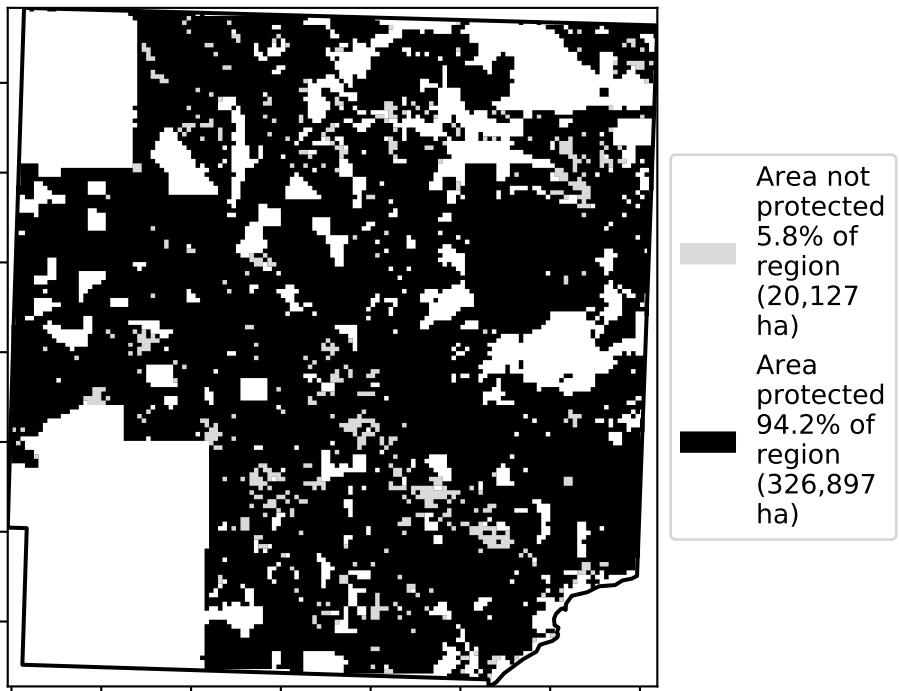 Area not
protected
5.8% of
region
(20,127
ha)
Area
protected
94.2% of
region
(326,897
ha)